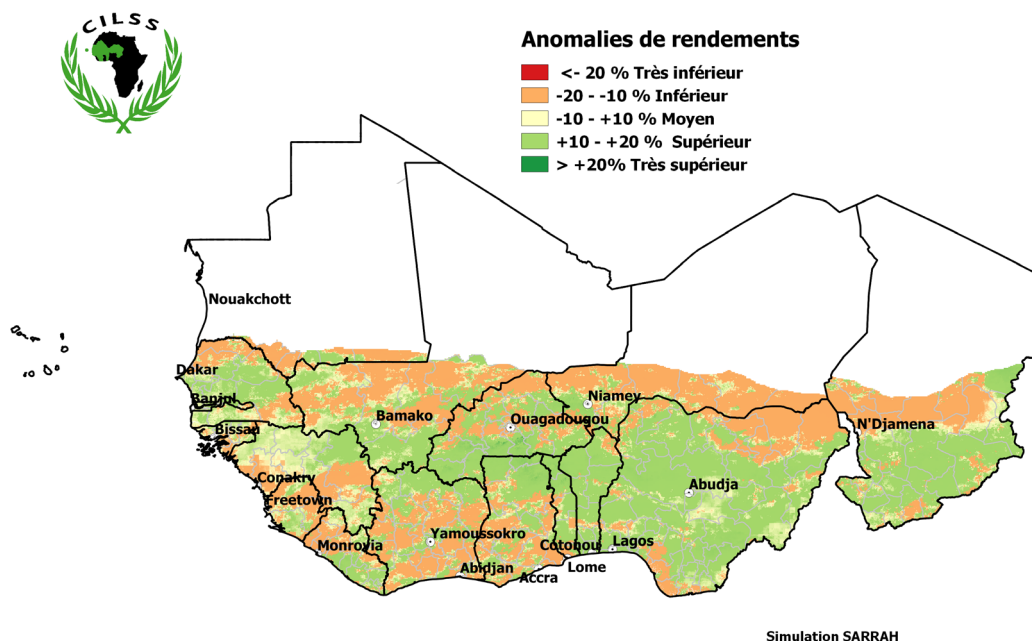 CILSS
Anomalies de rendements
<- 20 % Très inférieur
-20 - -10 % Inférieur
-10 - +10 % Moyen
+10 - +20 % Supérieur
> +20% Très supérieur
Nouakchott
Dakar
Banjol
Niamey
Bamako
Ouagadougou
N'Djamena
Bissau
Conakry
Abudja
Freetown
Yamoussokro
Monrovia
Cotonou
Lagos
Abidjan
Lome
Accra
Simulation SARRAH